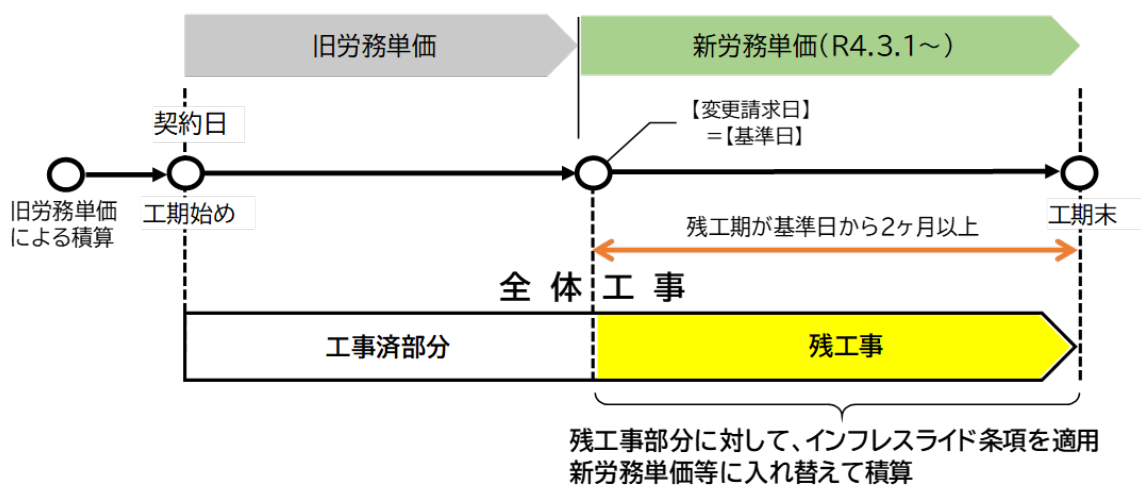 旧労務単価
新労務単価(R4.3.1~)
契約日
【変更請求日】
=【基準日】
旧労務単価
による積算
工期始め
工期末
残工期が基準日から2ヶ月以上
全体工事
工事済部分
残工事
残工事部分に対して、インフレスライド条項を適用
新労務単価等に入れ替えて積算